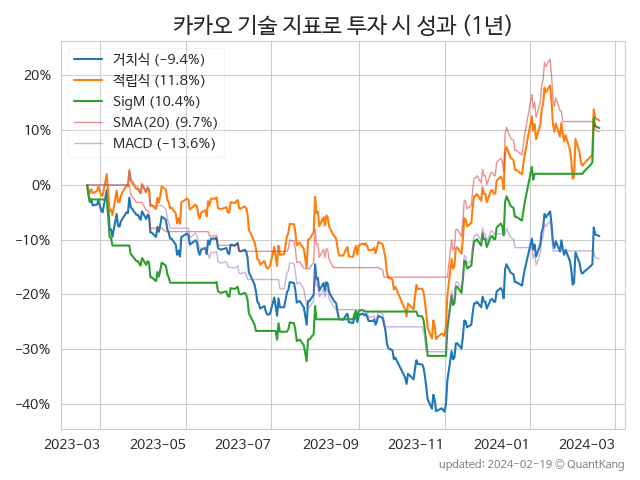 카카오 기술 지표로 투자 시 성과 (1년)
거치식 (−9.4%)
적립식 (11.8%)
SigM (10.4%)
SMA(20) (9.7%)
MACD (−13.6%)
20%
10%
0%
−10%
−20%
−30%
−40%
2023-03 2023-05 2023-07 2023-09 2023-11 2024-01 2024-03
updated: 2024-02-19 © QuantKang